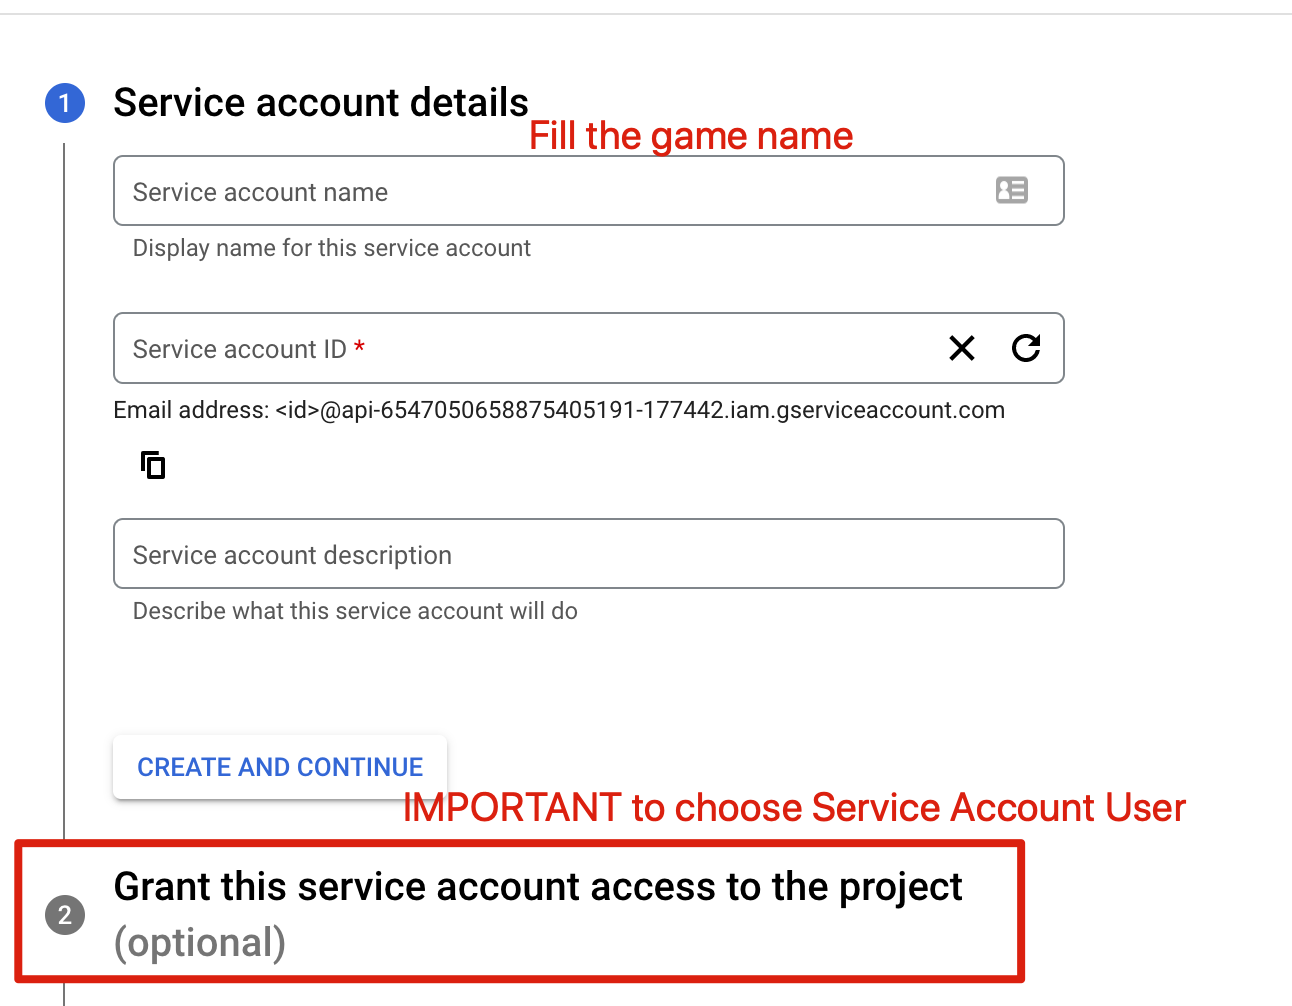 1 Service account details
Fill the game name
Service account name
Display name for this service account
Service account ID *
Email address: <id>@api-6547050658875405191-177442.iam.gserviceaccount.com
Service account description
Describe what this service account will do
CREATE AND CONTINUE
IMPORTANT to choose Service Account User
2 Grant this service account access to the project
(optional)